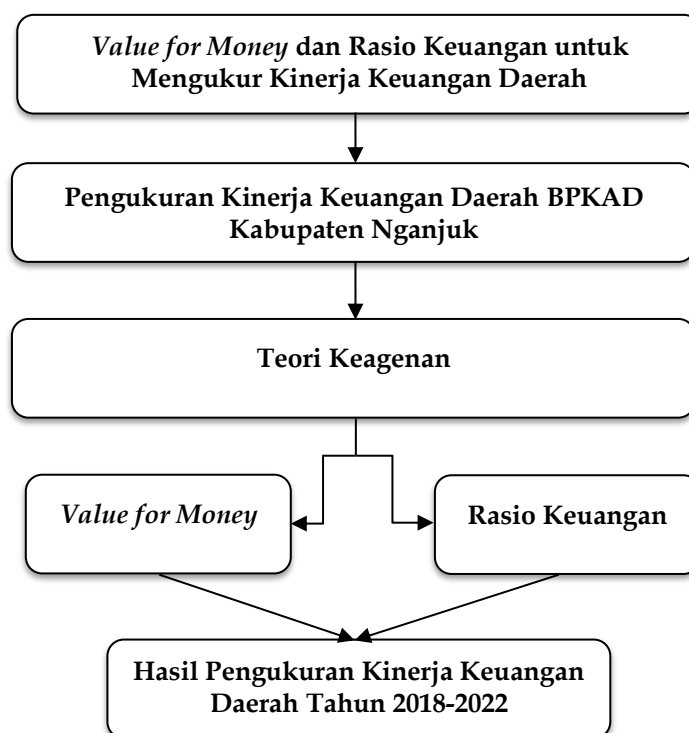 Value for Money dan Rasio Keuangan untuk
Mengukur Kinerja Keuangan Daerah
Pengukuran Kinerja Keuangan Daerah BPKAD
Kabupaten Nganjuk
Teori Keagenan
Value for Money
Rasio Keuangan
Hasil Pengukuran Kinerja Keuangan
Daerah Tahun 2018-2022